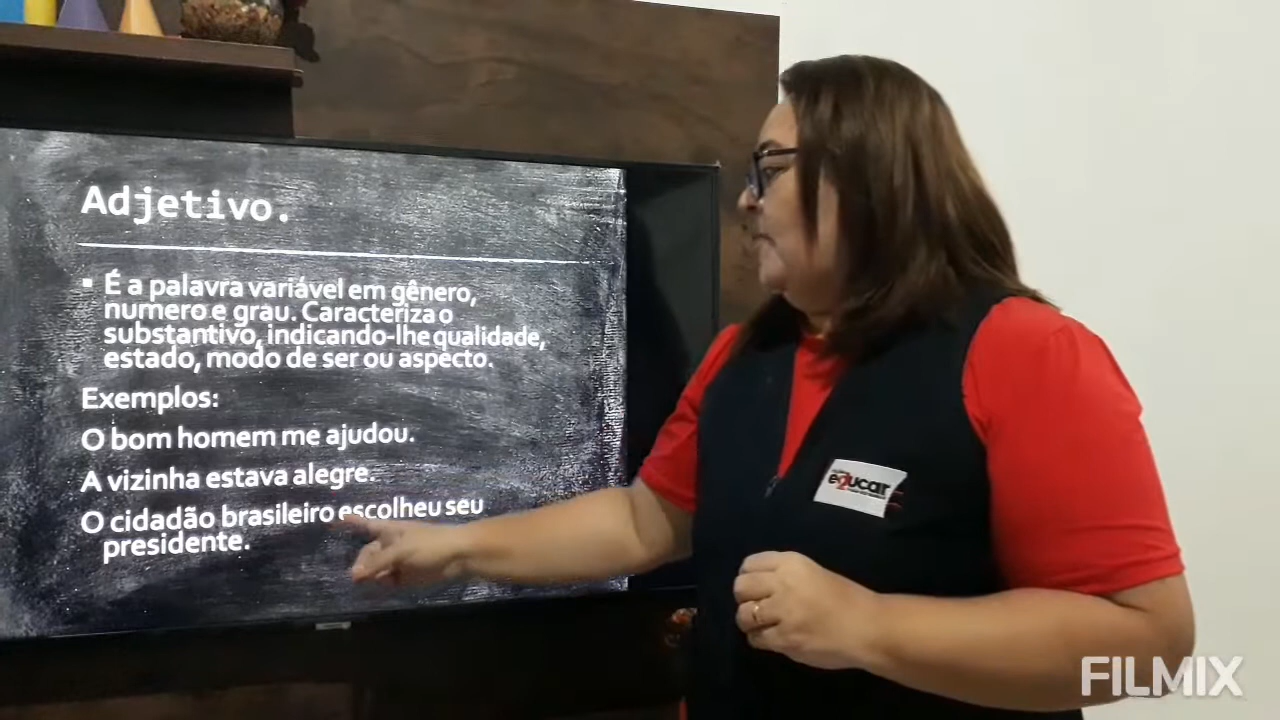 Adjetivo.
É a palavra variável em gênero,
numero e grau. Caracteriza o
substantivo, indicando-lhe qualidade,
estado, modo de ser ou aspecto.
Exemplos:
O bom homem me ajudou.
A vizinha estava alegre.
O cidadão brasileiro escolheu seu
presidente.
educar
FILMIX